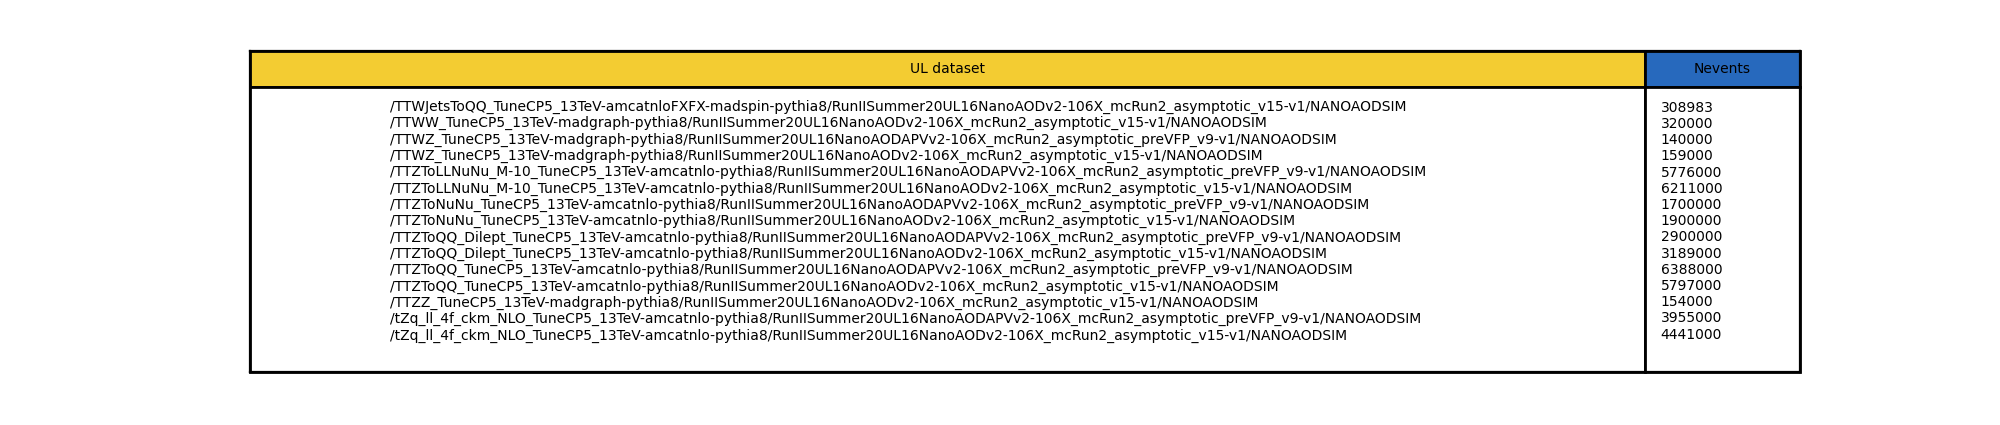 UL dataset Nevents
/TTWJetsToQQ_TuneCP5_13TeV-amcatnloFXFX-madspin-pythia8/RunIISummer20UL16NanoAODv2-106X_mcRun2_asymptotic_v15-v1/NANOAODSIM 308983
/TTWW_TuneCP5_13TeV-madgraph-pythia8/RunIISummer20UL16NanoAODv2-106X_mcRun2_asymptotic_v15-v1/NANOAODSIM 320000
/TTWZ_TuneCP5_13TeV-madgraph-pythia8/RunIISummer20UL16NanoAODAPVv2-106X_mcRun2_asymptotic_preVFP_v9-v1/NANOAODSIM 140000
/TTWZ_TuneCP5_13TeV-madgraph-pythia8/RunIISummer20UL16NanoAODv2-106X_mcRun2_asymptotic_v15-v1/NANOAODSIM 159000
/TTZToLLNuNu_M-10_TuneCP5_13TeV-amcatnlo-pythia8/RunIISummer20UL16NanoAODAPVv2-106X_mcRun2_asymptotic_preVFP_v9-v1/NANOAODSIM 5776000
/TTZToLLNuNu_M-10_TuneCP5_13TeV-amcatnlo-pythia8/RunIISummer20UL16NanoAODv2-106X_mcRun2_asymptotic_v15-v1/NANOAODSIM 6211000
/TTZToNuNu_TuneCP5_13TeV-amcatnlo-pythia8/RunIISummer20UL16NanoAODAPVv2-106X_mcRun2_asymptotic_preVFP_v9-v1/NANOAODSIM 1700000
/TTZToNuNu_TuneCP5_13TeV-amcatnlo-pythia8/RunIISummer20UL16NanoAODv2-106X_mcRun2_asymptotic_v15-v1/NANOAODSIM 1900000
/TTZToQQ_Dilept_TuneCP5_13TeV-amcatnlo-pythia8/RunIISummer20UL16NanoAODAPVv2-106X_mcRun2_asymptotic_preVFP_v9-v1/NANOAODSIM 2900000
/TTZToQQ_Dilept_TuneCP5_13TeV-amcatnlo-pythia8/RunIISummer20UL16NanoAODv2-106X_mcRun2_asymptotic_v15-v1/NANOAODSIM 3189000
/TTZToQQ_TuneCP5_13TeV-amcatnlo-pythia8/RunIISummer20UL16NanoAODAPVv2-106X_mcRun2_asymptotic_preVFP_v9-v1/NANOAODSIM 6388000
/TTZToQQ_TuneCP5_13TeV-amcatnlo-pythia8/RunIISummer20UL16NanoAODv2-106X_mcRun2_asymptotic_v15-v1/NANOAODSIM 5797000
/TTZZ_TuneCP5_13TeV-madgraph-pythia8/RunIISummer20UL16NanoAODv2-106X_mcRun2_asymptotic_v15-v1/NANOAODSIM 154000
/tZq_ll_4f_ckm_NLO_TuneCP5_13TeV-amcatnlo-pythia8/RunIISummer20UL16NanoAODAPVv2-106X_mcRun2_asymptotic_preVFP_v9-v1/NANOAODSIM 3955000
/tZq_ll_4f_ckm_NLO_TuneCP5_13TeV-amcatnlo-pythia8/RunIISummer20UL16NanoAODv2-106X_mcRun2_asymptotic_v15-v1/NANOAODSIM 4441000